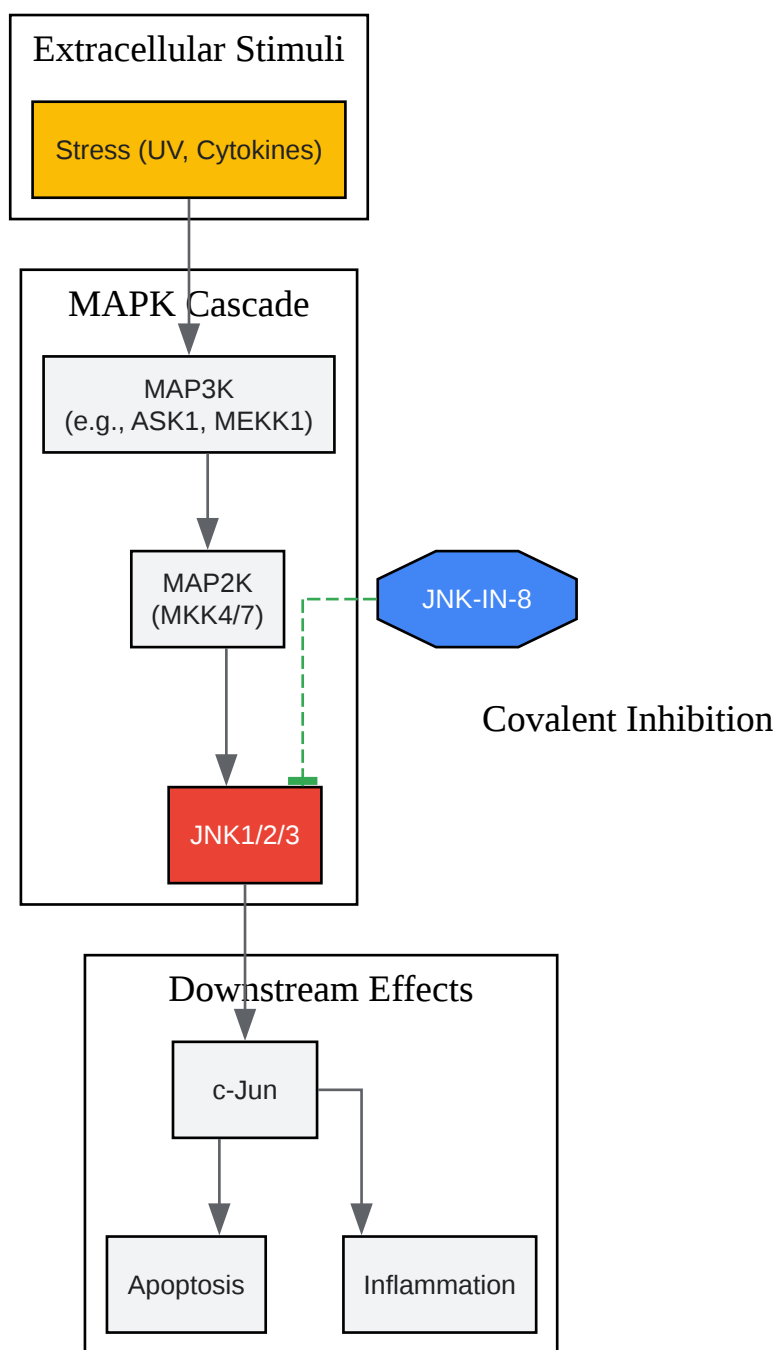 Extracellular Stimuli
Stress (UV, Cytokines)
MAPK Cascade
MAP3K
(e.g., ASK1, MEKK1)
MAP2K
(MKK4/7)
JNK-IN-8
Covalent Inhibition
JNK1/2/3
Downstream Effects
c-Jun
Apoptosis
Inflammation